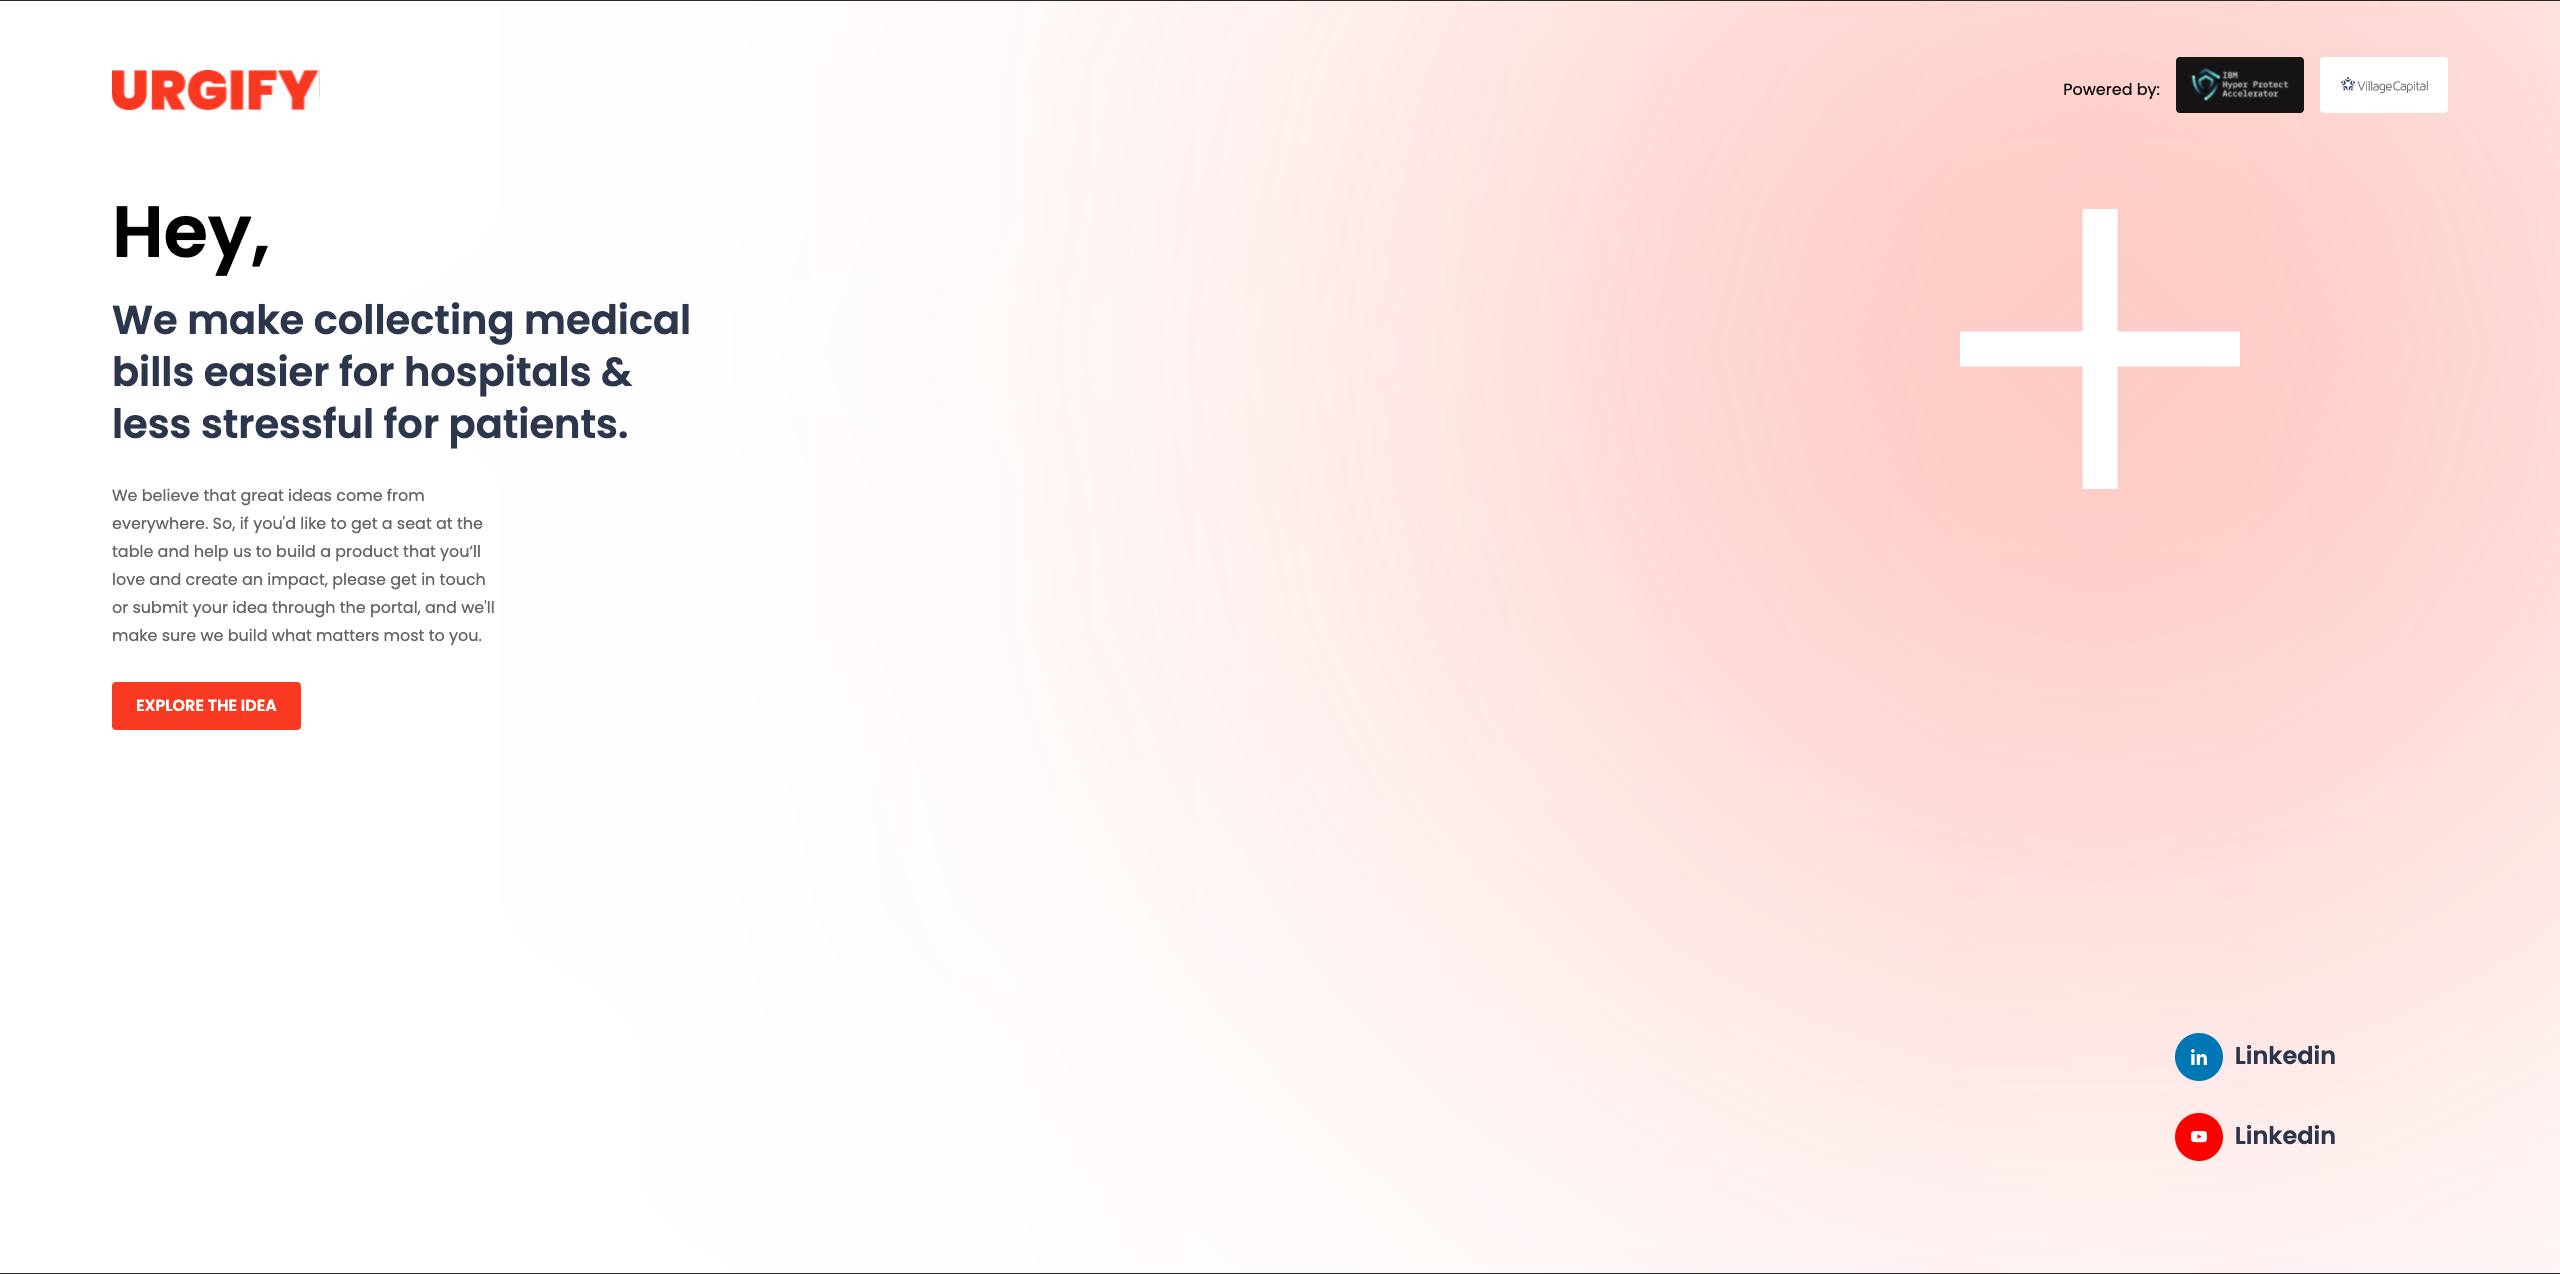 URGIFY
Powered by:
IBM
Hyper Protect
Accelerator
VillageCapital
Hey,
We make collecting medical
bills easier for hospitals &
less stressful for patients.
We believe that great ideas come from
everywhere. So, if you'd like to get a seat at the
table and help us to build a product that you’ll
love and create an impact, please get in touch
or submit your idea through the portal, and we'll
make sure we build what matters most to you.
EXPLORE THE IDEA
in Linkedin
Linkedin